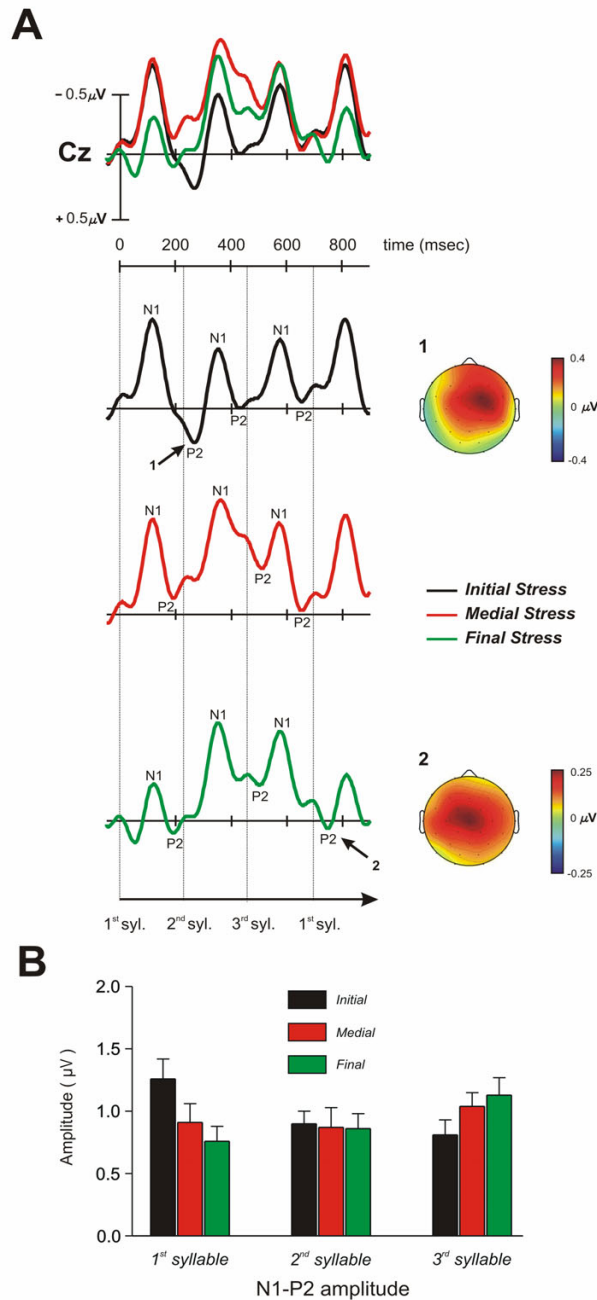 A
− 0.5μV
Cz
+ 0.5μV
0 200 400 600 800 time (msec)
N1 N1 N1
P2 P2 P2
1
1
0.4
0 μV
-0.4
N1 N1 N1
P2 P2 P2
Initial Stress
Medial Stress
Final Stress
N1 N1 N1
P2 P2 P2
2
2
0.25
0 μV
-0.25
1st syl. 2nd syl. 3rd syl. 1st syl.
B
Amplitude ( μV )
2.0
1.5
1.0
0.5
0.0
Initial
Medial
Final
1st syllable 2nd syllable 3rd syllable
N1-P2 amplitude